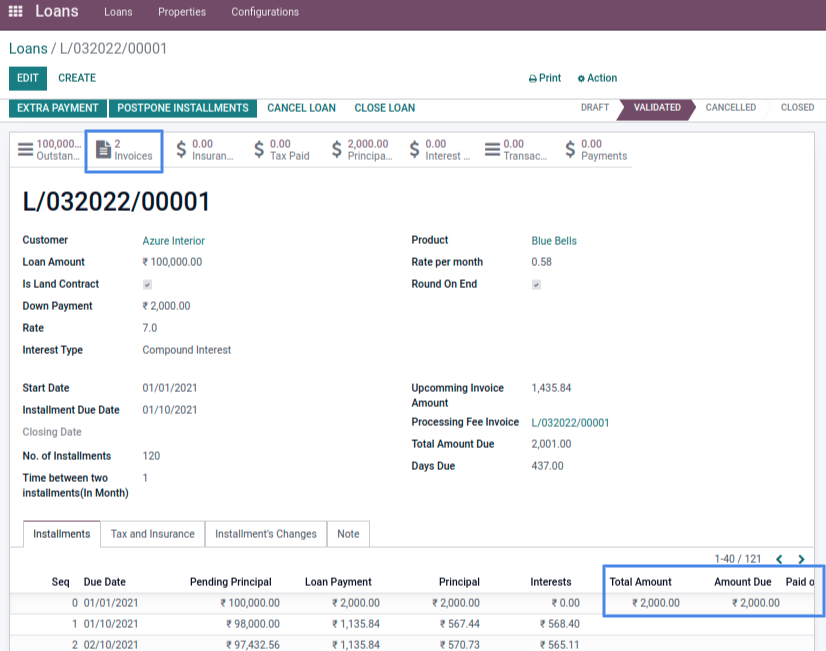 Loans Loans Properties Configurations
Loans / L/032022/00001
EDIT CREATE Print Action
EXTRA PAYMENT POSTPONE INSTALLMENTS CANCEL LOAN CLOSE LOAN DRAFT VALIDATED CANCELLED CLOSED
100,000... 2 0.00 0.00 2,000.00 0.00 0.00 0.00
Outstan... Invoices Insuran... Tax Paid Principa... Interest ... Transac... Payments
L/032022/00001
Customer Azure Interior Product Blue Bells
Loan Amount ₹ 100,000.00 Rate per month 0.58
Is Land Contract Round On End
Down Payment ₹ 2,000.00
Rate 7.0
Interest Type Compound Interest
Start Date 01/01/2021 Upcomming Invoice 1,435.84
Installment Due Date 01/10/2021 Amount
Closing Date Processing Fee Invoice L/032022/00001
No. of Installments 120 Total Amount Due 2,001.00
Time between two 1 Days Due 437.00
installments(In Month)
Installments Tax and Insurance Installment's Changes Note
1-40 / 121
Seq Due Date Pending Principal Loan Payment Principal Interests Total Amount Amount Due Paid o
0 01/01/2021 ₹ 100,000.00 ₹ 2,000.00 ₹ 2,000.00 ₹ 0.00 ₹ 2,000.00 ₹ 2,000.00
1 01/10/2021 ₹ 98,000.00 ₹ 1,135.84 ₹ 567.44 ₹ 568.40
2 02/10/2021 ₹ 97,432.56 ₹ 1,135.84 ₹ 570.73 ₹ 565.11